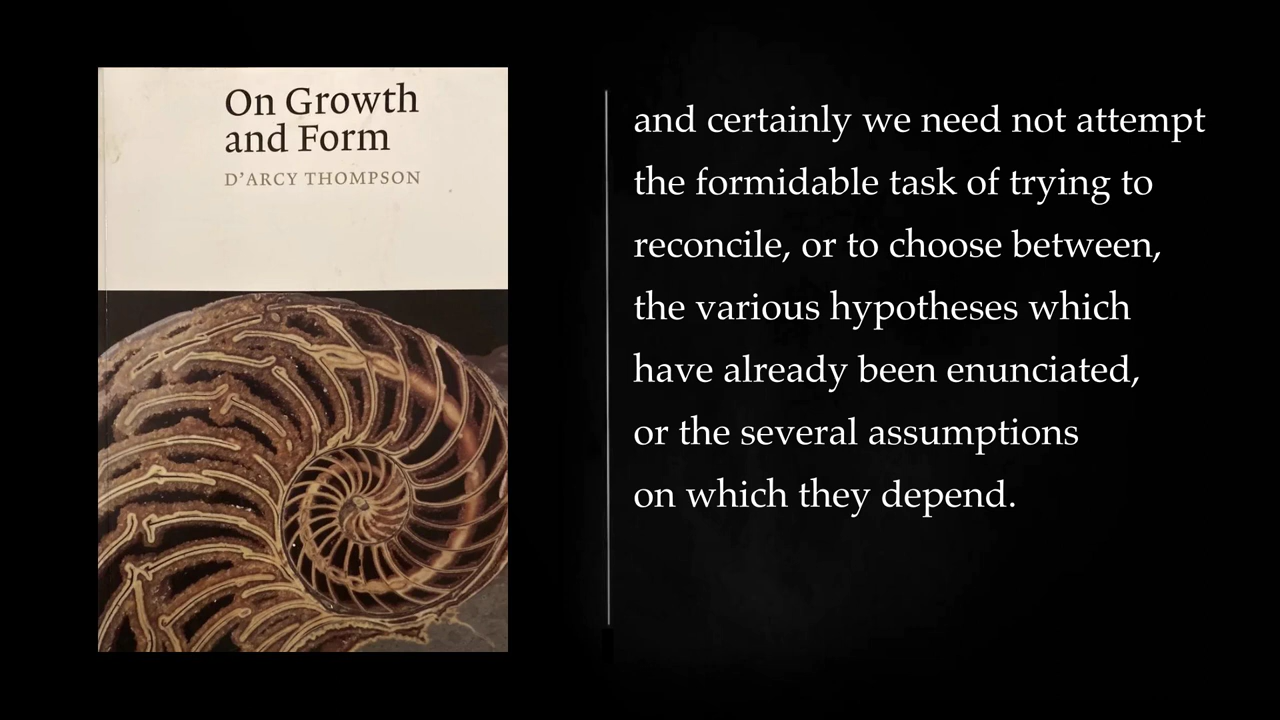 On Growth
and Form
D'ARCY THOMPSON
and certainly we need not attempt
the formidable task of trying to
reconcile, or to choose between,
the various hypotheses which
have already been enunciated,
or the several assumptions
on which they depend.